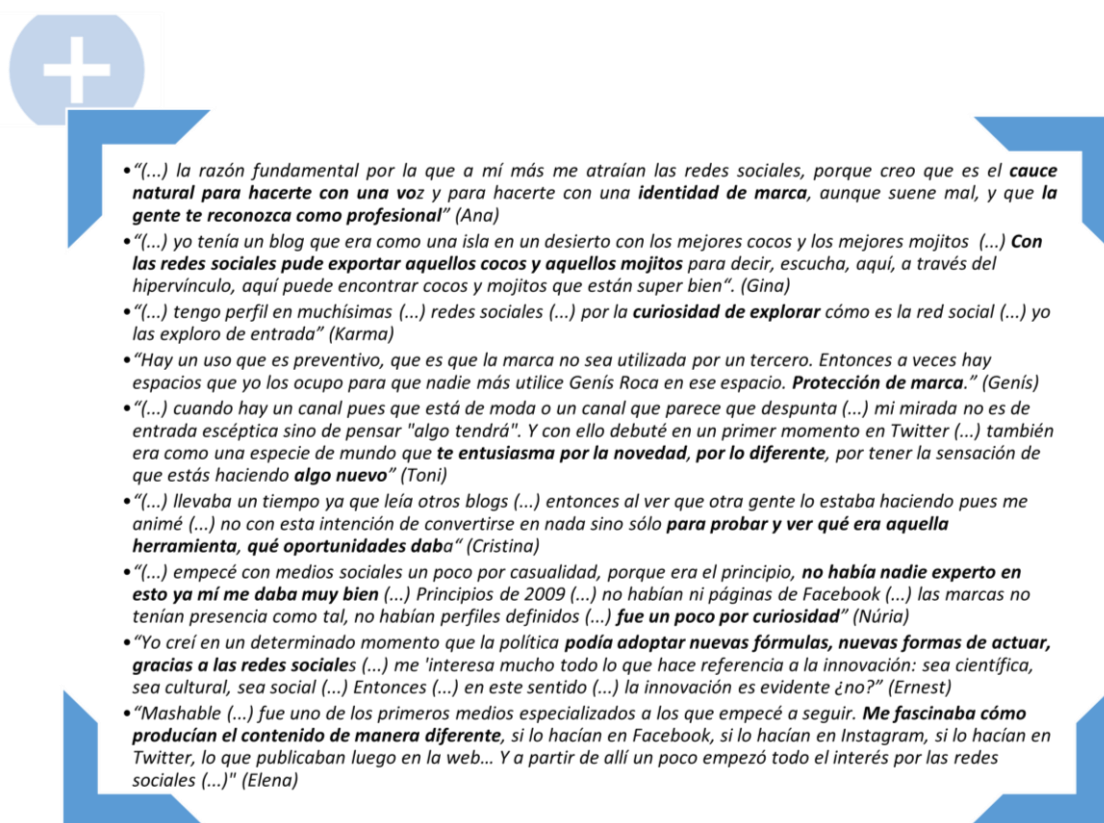 •“(...) la razón fundamental por la que a mí más me atraían las redes sociales, porque creo que es el cauce
natural para hacerte con una voz y para hacerte con una identidad de marca, aunque suene mal, y que la
gente te reconozca como profesional” (Ana)
•“(...) yo tenía un blog que era como una isla en un desierto con los mejores cocos y los mejores mojitos (...) Con
las redes sociales pude exportar aquellos cocos y aquellos mojitos para decir, escucha, aquí, a través del
hipervínculo, aquí puede encontrar cocos y mojitos que están super bien“. (Gina)
•“(...) tengo perfil en muchísimas (...) redes sociales (...) por la curiosidad de explorar cómo es la red social (...) yo
las exploro de entrada” (Karma)
•“Hay un uso que es preventivo, que es que la marca no sea utilizada por un tercero. Entonces a veces hay
espacios que yo los ocupo para que nadie más utilice Genís Roca en ese espacio. Protección de marca.” (Genís)
•“(...) cuando hay un canal pues que está de moda o un canal que parece que despunta (...) mi mirada no es de
entrada escéptica sino de pensar "algo tendrá". Y con ello debuté en un primer momento en Twitter (...) también
era como una especie de mundo que te entusiasma por la novedad, por lo diferente, por tener la sensación de
que estás haciendo algo nuevo” (Toni)
•“(...) llevaba un tiempo ya que leía otros blogs (...) entonces al ver que otra gente lo estaba haciendo pues me
animé (...) no con esta intención de convertirse en nada sino sólo para probar y ver qué era aquella
herramienta, qué oportunidades daba“ (Cristina)
•“(...) empecé con medios sociales un poco por casualidad, porque era el principio, no había nadie experto en
esto ya mí me daba muy bien (...) Principios de 2009 (...) no habían ni páginas de Facebook (...) las marcas no
tenían presencia como tal, no habían perfiles definidos (...) fue un poco por curiosidad” (Núria)
•“Yo creí en un determinado momento que la política podía adoptar nuevas fórmulas, nuevas formas de actuar,
gracias a las redes sociales (...) me 'interesa mucho todo lo que hace referencia a la innovación: sea científica,
sea cultural, sea social (...) Entonces (...) en este sentido (...) la innovación es evidente ¿no?” (Ernest)
•“Mashable (...) fue uno de los primeros medios especializados a los que empecé a seguir. Me fascinaba cómo
producían el contenido de manera diferente, si lo hacían en Facebook, si lo hacían en Instagram, si lo hacían en
Twitter, lo que publicaban luego en la web... Y a partir de allí un poco empezó todo el interés por las redes
sociales (...)" (Elena)